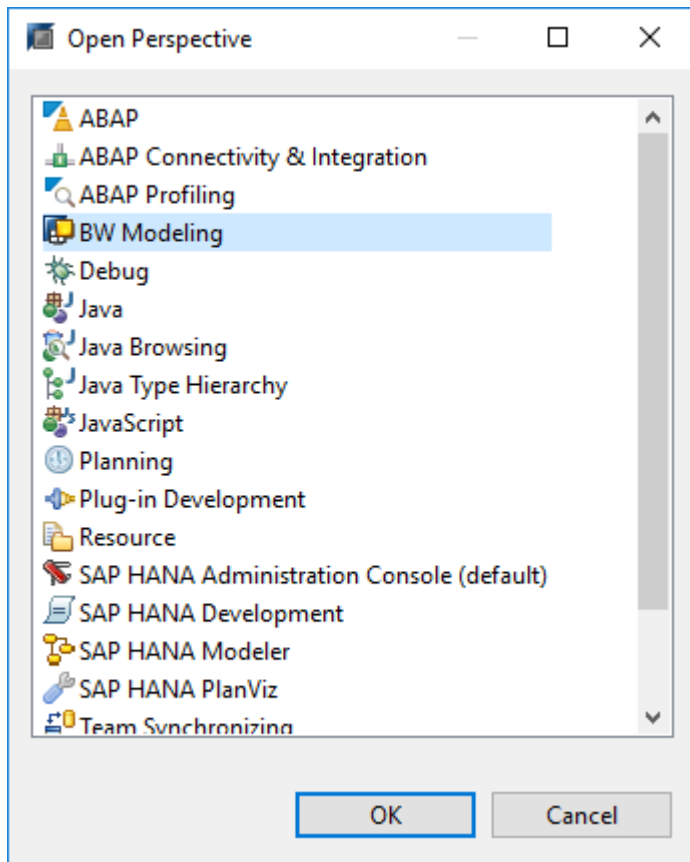 Open Perspective
ABAP
ABAP Connectivity & Integration
ABAP Profiling
BW Modeling
Debug
Java
Java Browsing
Java Type Hierarchy
JavaScript
Planning
Plug-in Development
Resource
SAP HANA Administration Console (default)
SAP HANA Development
SAP HANA Modeler
SAP HANA PlanViz
Team Synchronizing
OK Cancel